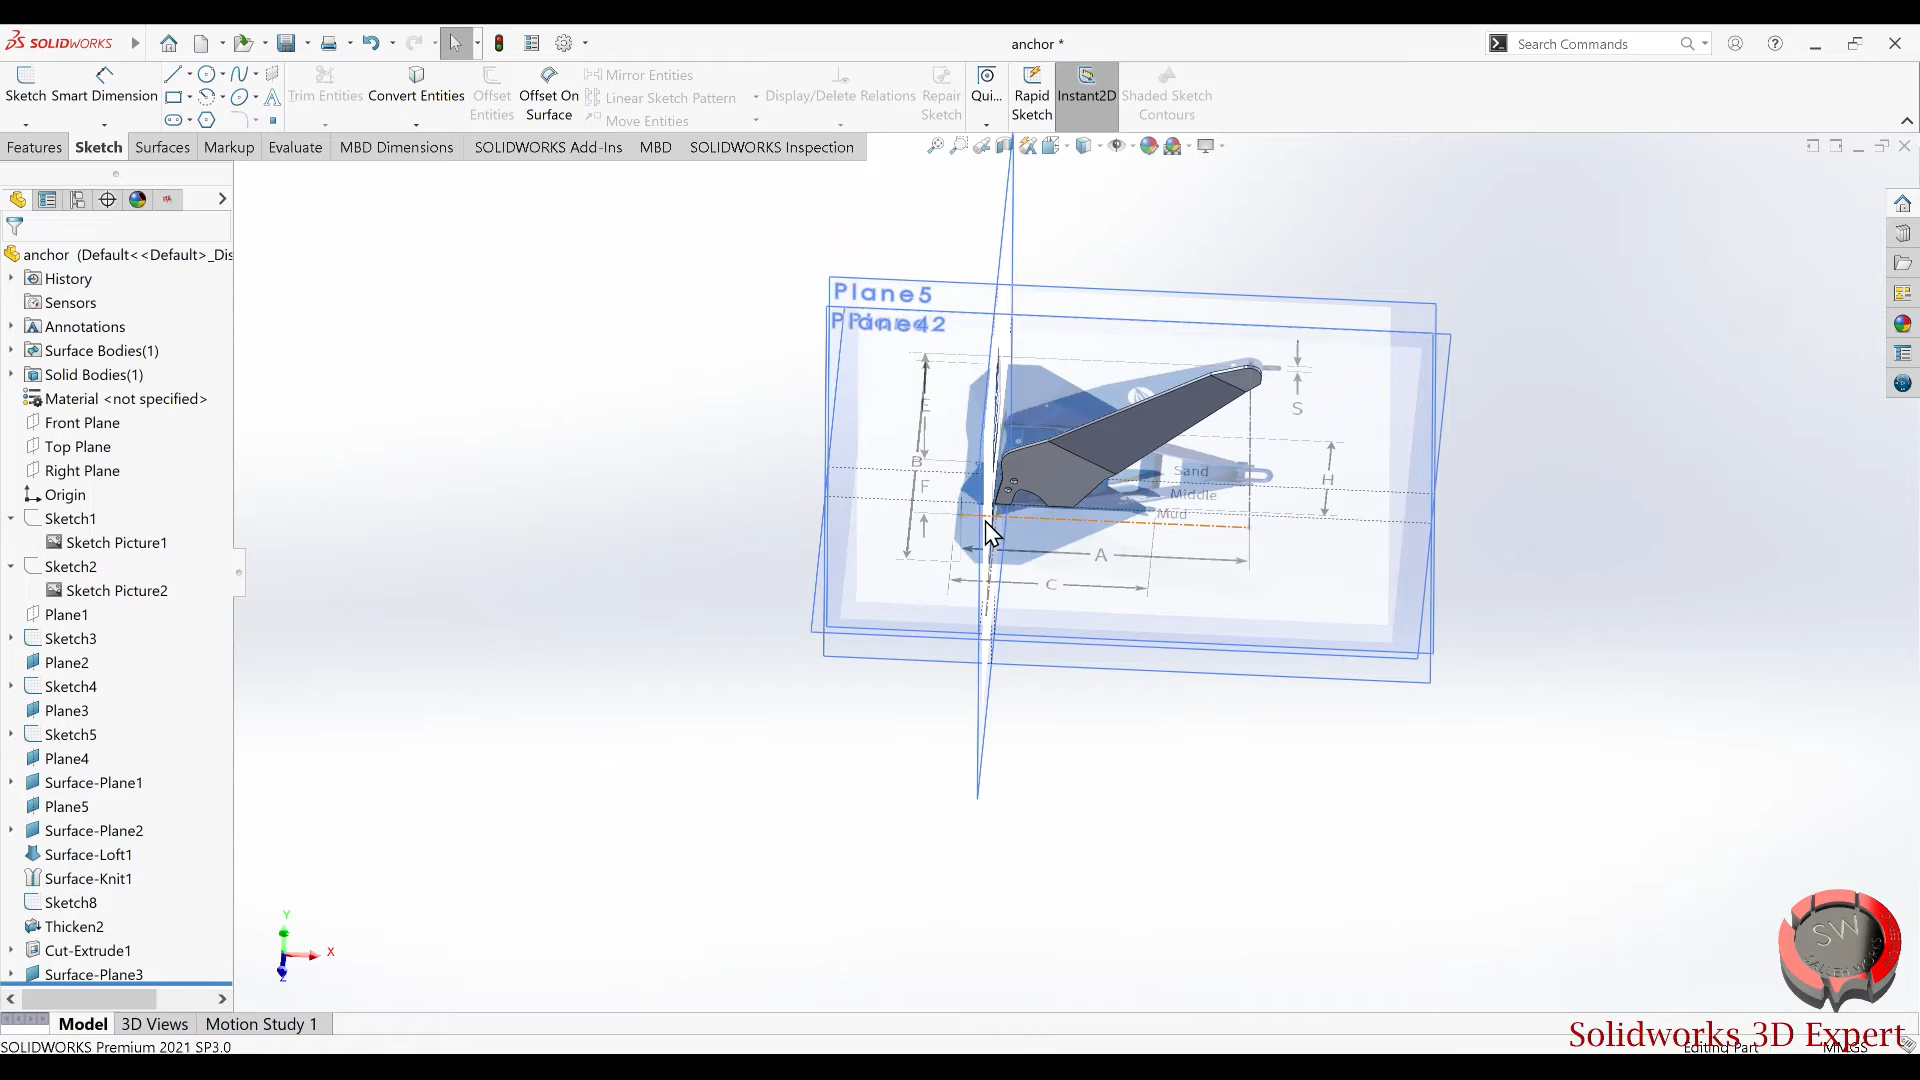 SOLIDWORKS
anchor *
Search Commands
Sketch
Smart Dimension
Trim Entities
Convert Entities
Offset
Entities
Offset On
Surface
Mirror Entities
Linear Sketch Pattern
Move Entities
Display/Delete Relations
Repair
Sketch
Qui...
Rapid
Sketch
Instant2D
Shaded Sketch
Contours
Features
Sketch
Surfaces
Markup
Evaluate
MBD Dimensions
SOLIDWORKS Add-Ins
MBD
SOLIDWORKS Inspection
anchor (Default<<Default>_Dis
History
Sensors
Annotations
Surface Bodies(1)
Solid Bodies(1)
Material <not specified>
Front Plane
Top Plane
Right Plane
Origin
Sketch1
Sketch Picture1
Sketch2
Sketch Picture2
Plane1
Sketch3
Plane2
Sketch4
Plane3
Sketch5
Plane4
Surface-Plane1
Plane5
Surface-Plane2
Surface-Loft1
Surface-Knit1
Sketch8
Thicken2
Cut-Extrude1
Surface-Plane3
Plane5
E
B
F
S
H
Sand
Middle
Mud
A
C
Y
X
Z
SW
SALLEH WORKS
Model
3D Views
Motion Study 1
Solidworks 3D Expert
SOLIDWORKS Premium 2021 SP3.0
Editing Part
MMGS